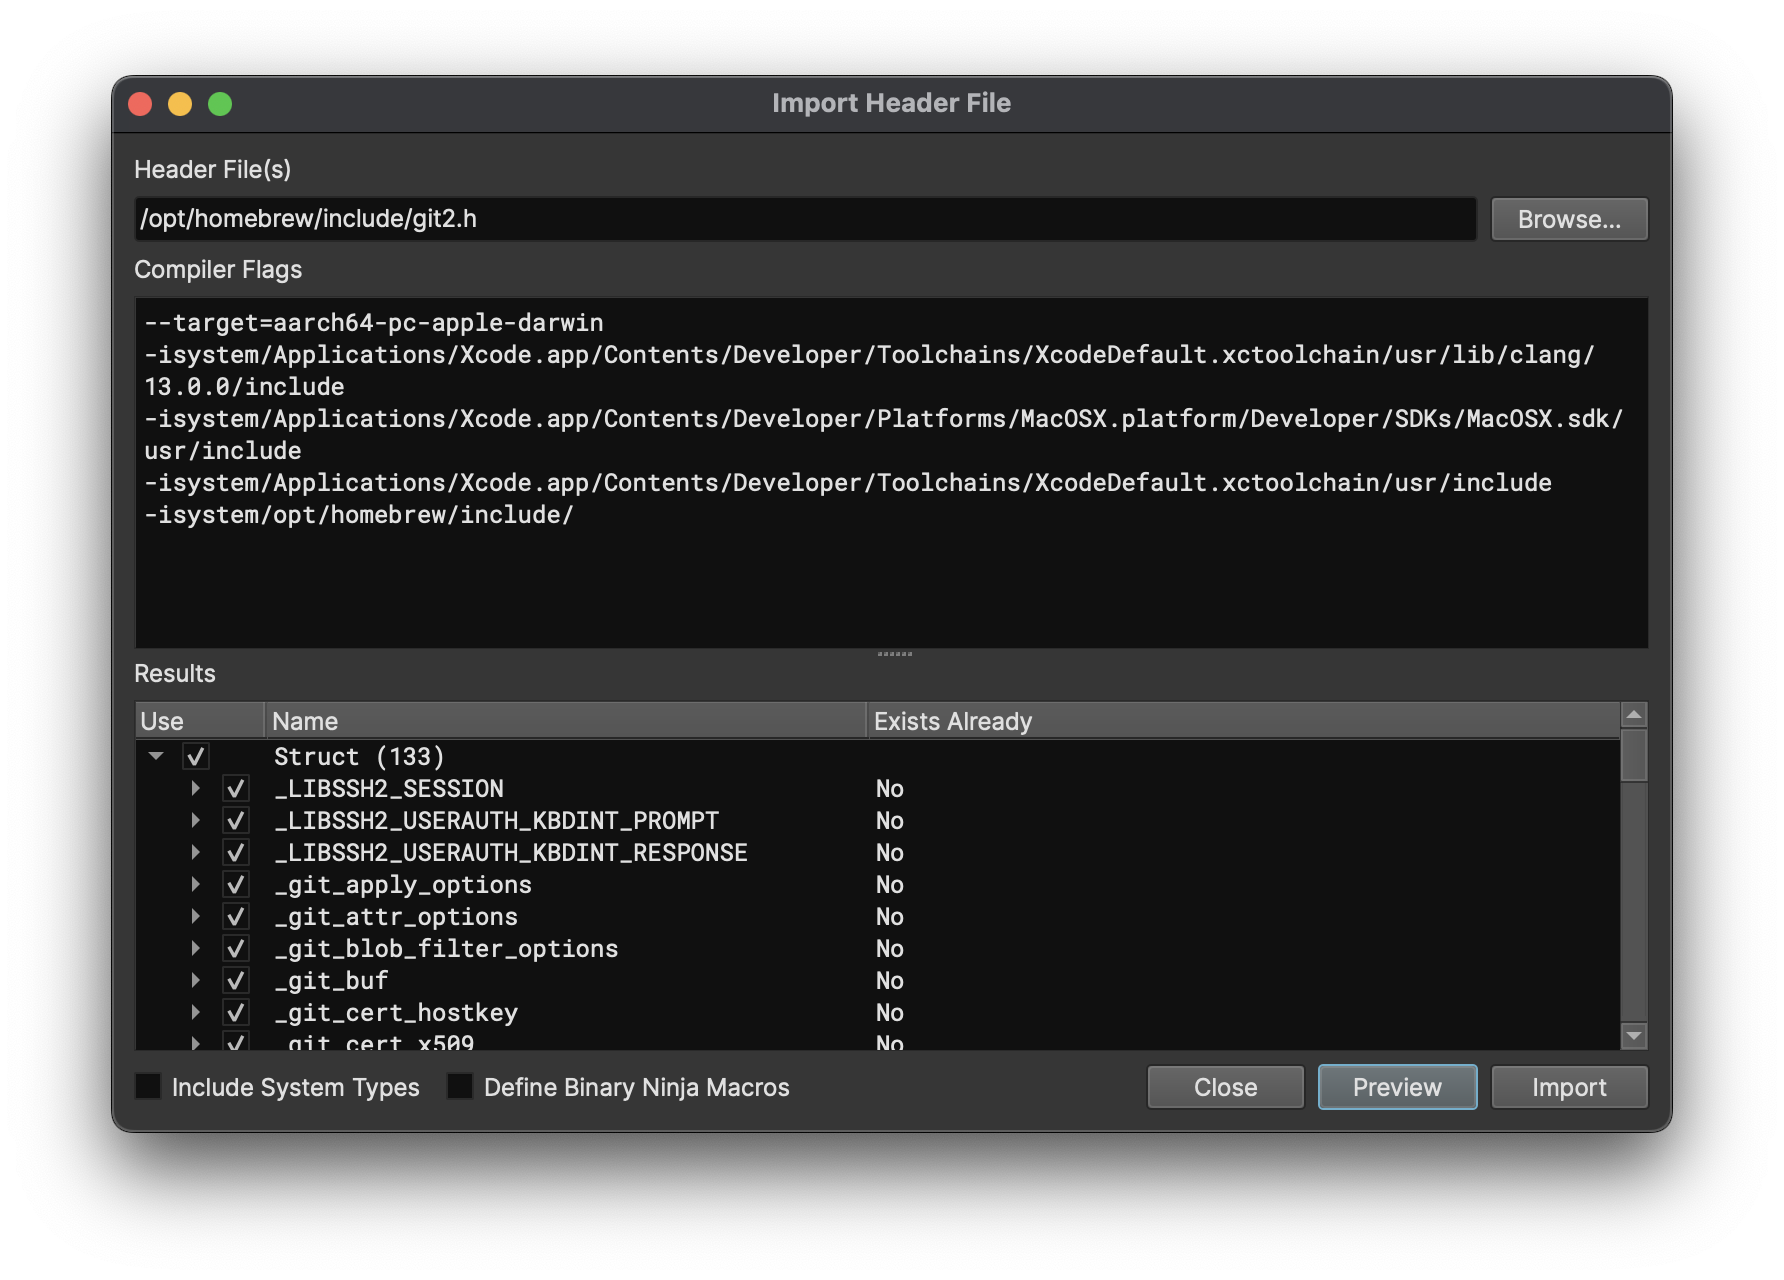 Import Header File
Header File(s)
/opt/homebrew/include/git2.h
Browse...
Compiler Flags
--target=aarch64-pc-apple-darwin
-isystem/Applications/Xcode.app/Contents/Developer/Toolchains/XcodeDefault.xctoolchain/usr/lib/clang/
13.0.0/include
-isystem/Applications/Xcode.app/Contents/Developer/Platforms/MacOSX.platform/Developer/SDKs/MacOSX.sdk/
usr/include
-isystem/Applications/Xcode.app/Contents/Developer/Toolchains/XcodeDefault.xctoolchain/usr/include
-isystem/opt/homebrew/include/
Results
Use Name Exists Already
Struct (133)
_LIBSSH2_SESSION No
_LIBSSH2_USERAUTH_KBDINT_PROMPT No
_LIBSSH2_USERAUTH_KBDINT_RESPONSE No
_git_apply_options No
_git_attr_options No
_git_blob_filter_options No
_git_buf No
_git_cert_hostkey No
_git_cert_x509 No
Include System Types Define Binary Ninja Macros Close Preview Import